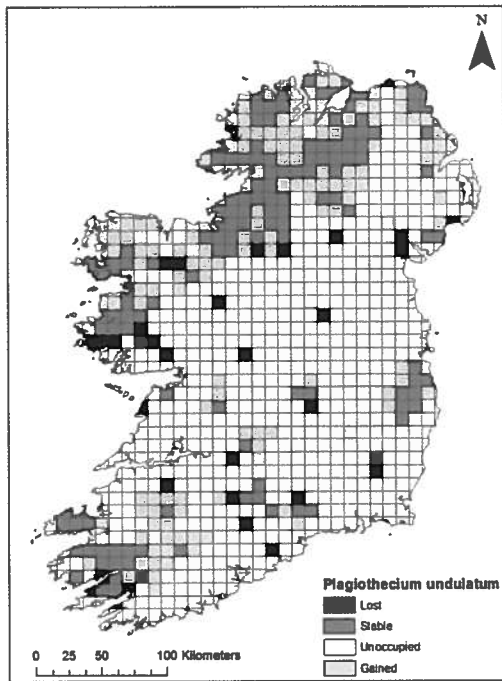 N
Plagiothecium undulatum
Lost
Stable
Unoccupied
Gained
0 25 50 100 Kilometers